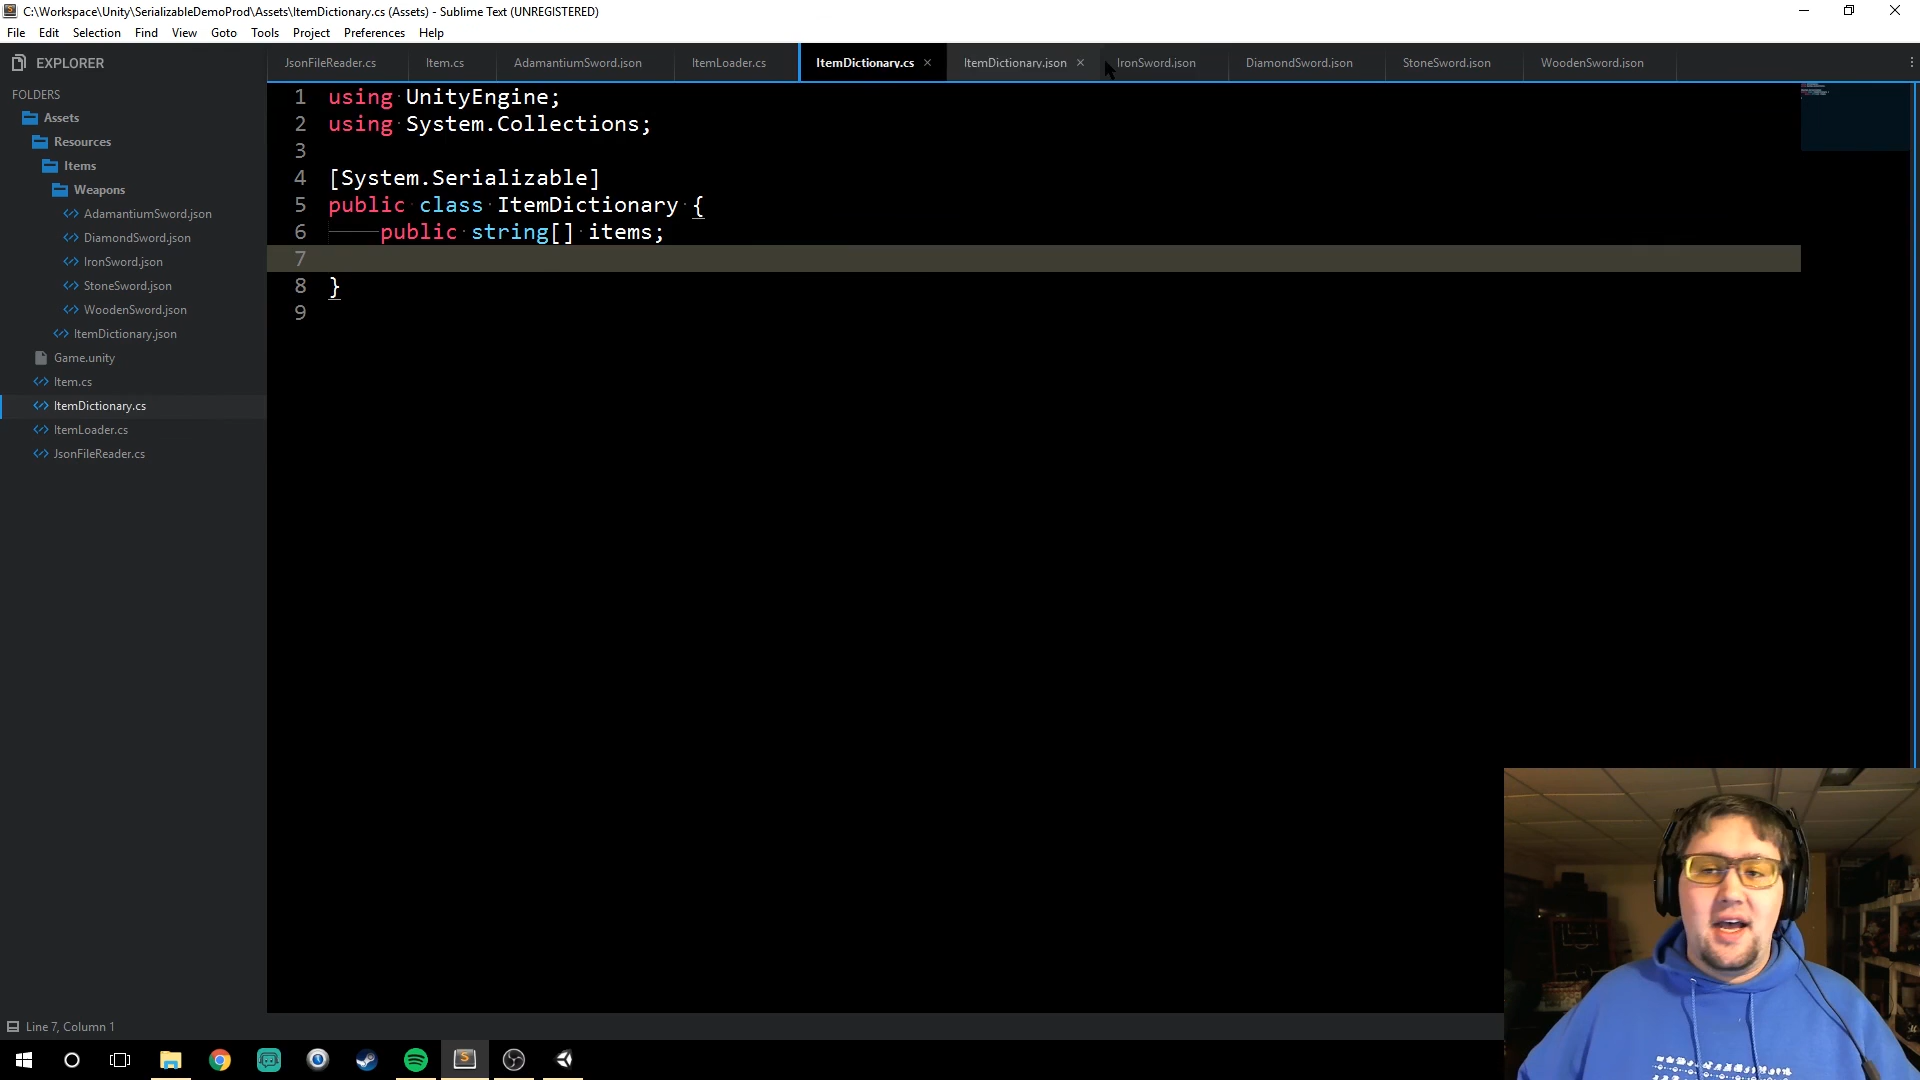 C:\Workspace\Unity\SerializableDemoProd\Assets\ItemDictionary.cs (Assets) - Sublime Text (UNREGISTERED)
File Edit Selection Find View Goto Tools Project Preferences Help
EXPLORER
JsonFileReader.cs Item.cs AdamantiumSword.json ItemLoader.cs ItemDictionary.cs × ItemDictionary.json × IronSword.json DiamondSword.json StoneSword.json WoodenSword.json
FOLDERS
Assets
Resources
Items
Weapons
AdamantiumSword.json
DiamondSword.json
IronSword.json
StoneSword.json
WoodenSword.json
ItemDictionary.json
Game.unity
Item.cs
ItemDictionary.cs
ItemLoader.cs
JsonFileReader.cs
1 using UnityEngine;
2 using System.Collections;
3
4 [System.Serializable]
5 public class ItemDictionary {
6 public string[] items;
7
8 }
9
Line 7, Column 1